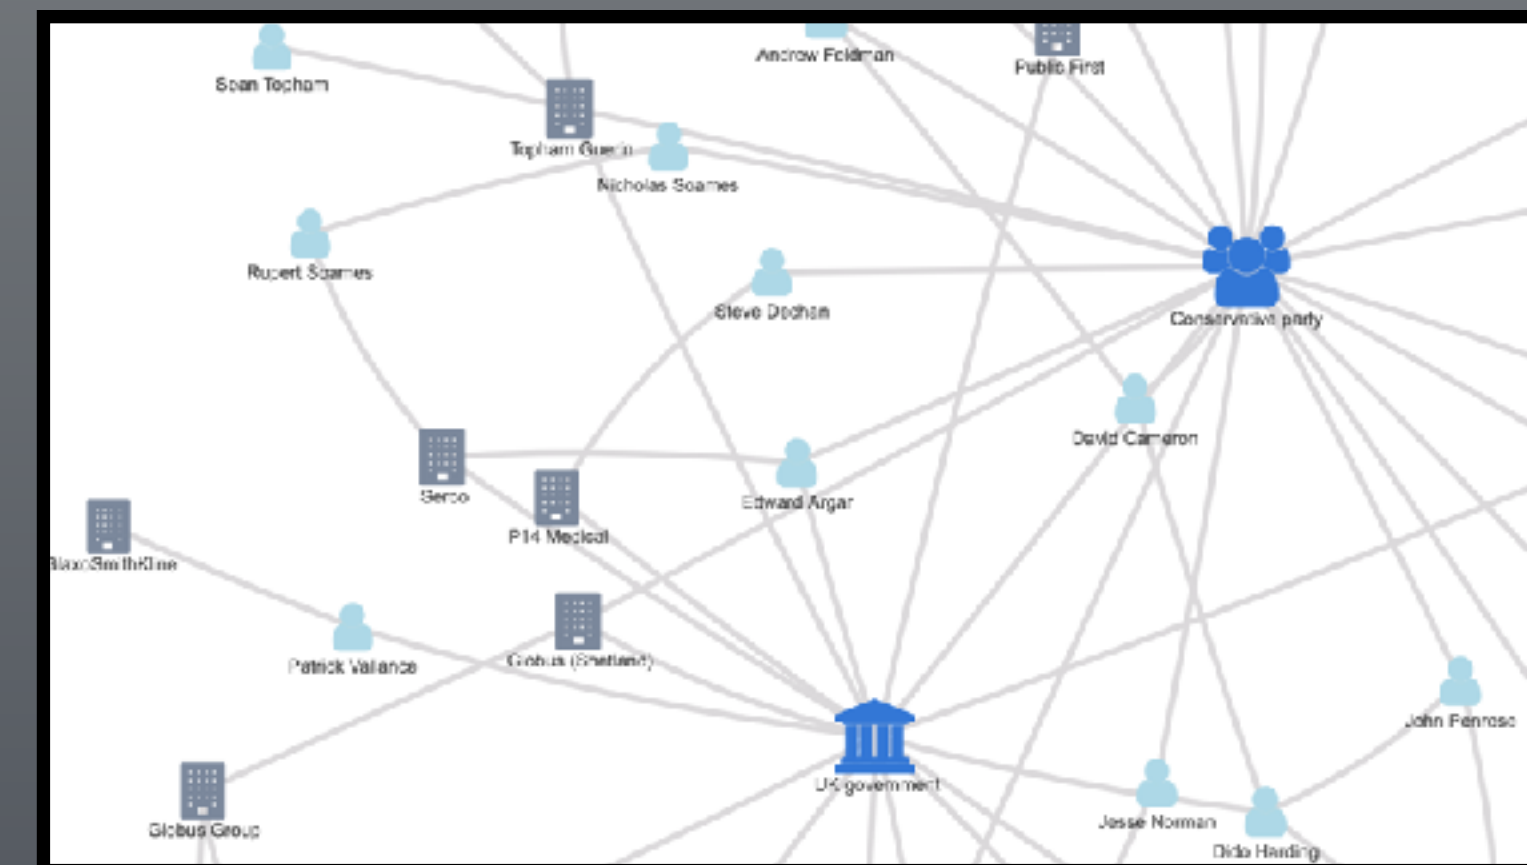 Andrew Feldman
Public First
Sean Topham
Topham Guerin
Nicholas Soames
Rupert Soames
Steve Dechan
Conservative party
David Cameron
Serco
Edward Argar
P14 Medical
GlaxoSmithKline
Patrick Vallance
Globus (Shetland)
John Penrose
UK government
Jesse Norman
Globus Group
Dido Harding